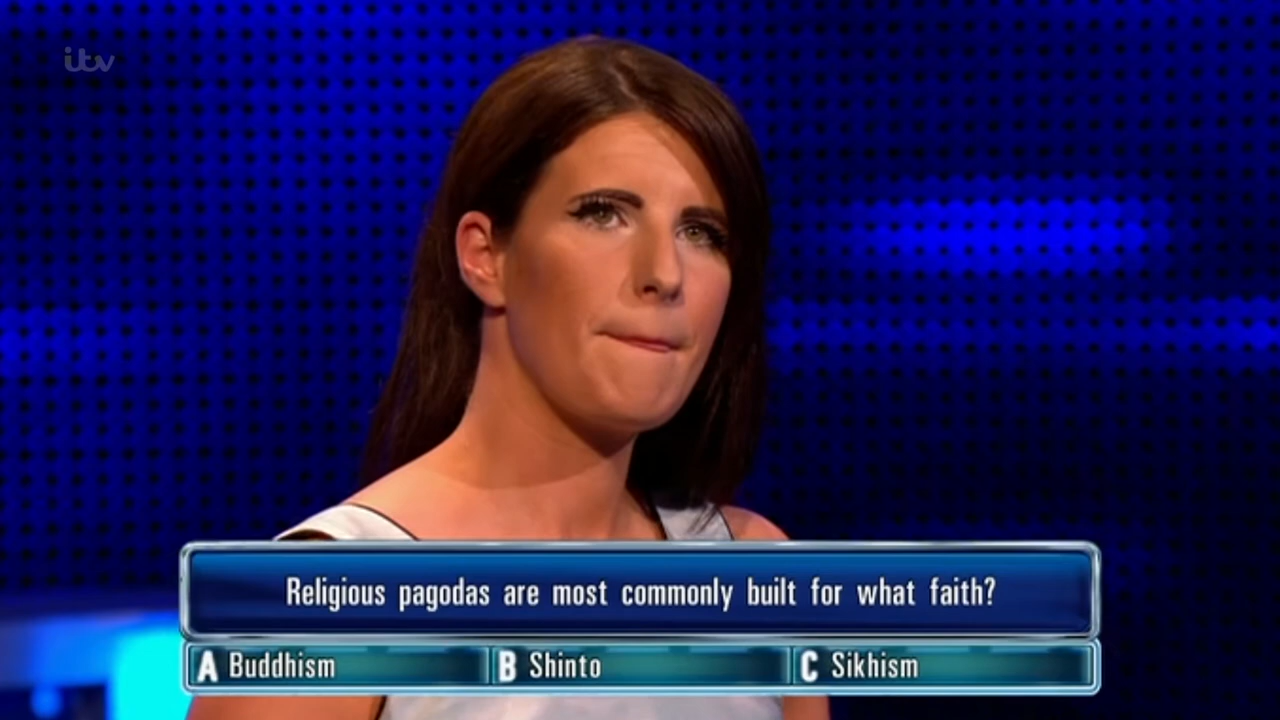 itv
Religious pagodas are most commonly built for what faith?
A Buddhism B Shinto C Sikhism